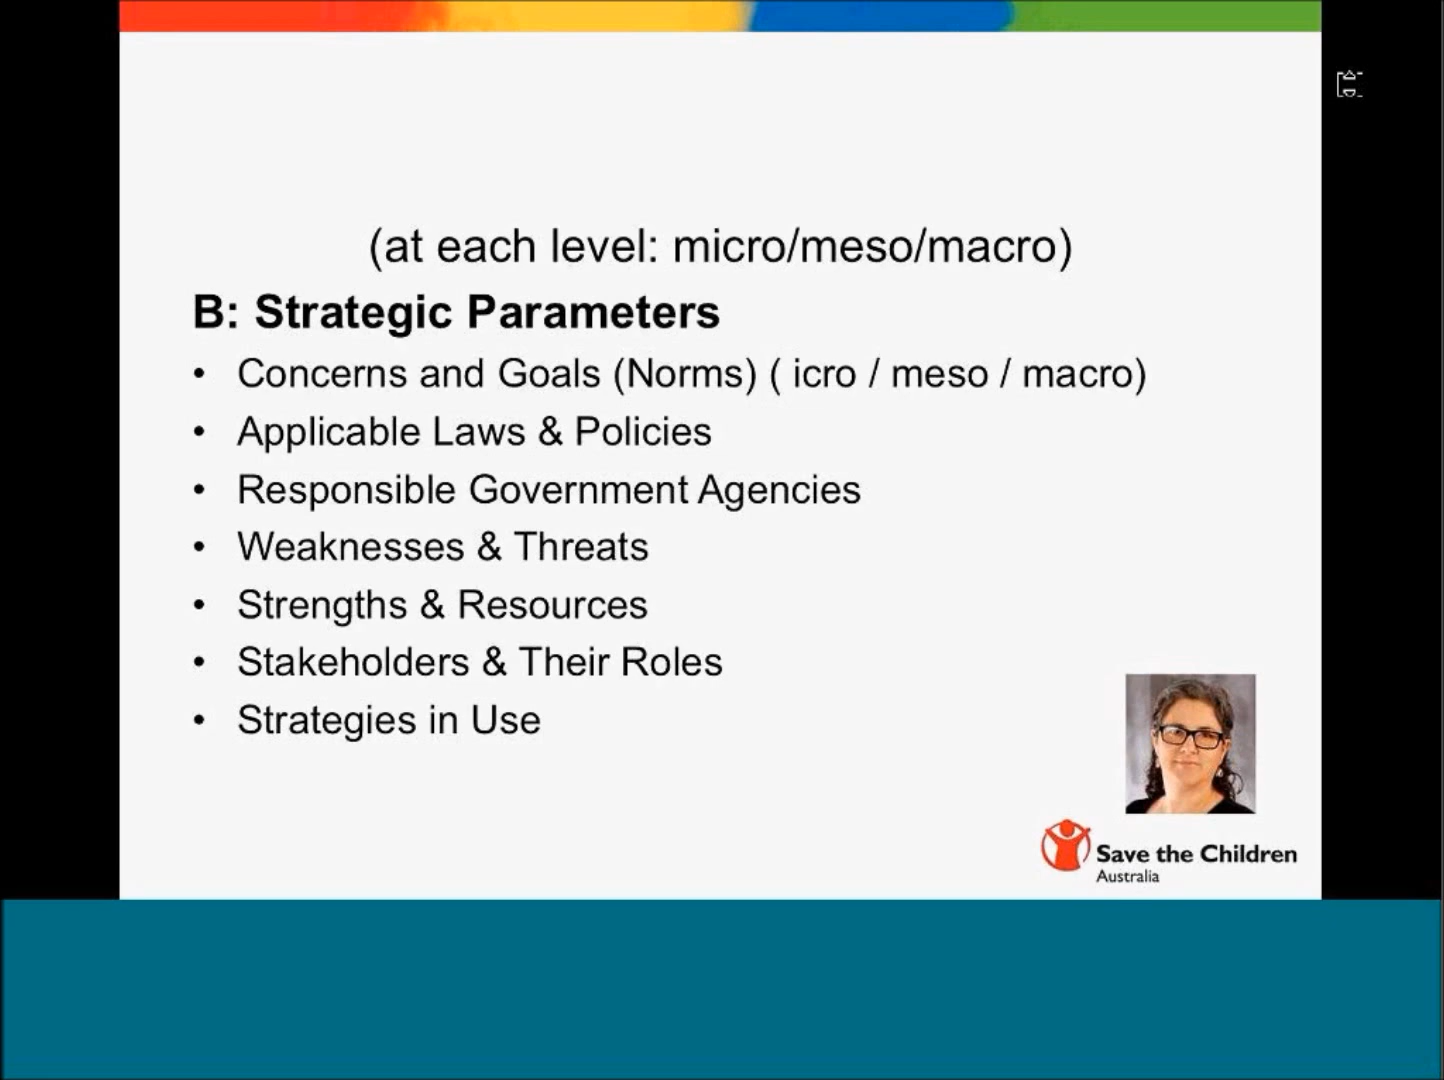 (at each level: micro/meso/macro)
B: Strategic Parameters
• Concerns and Goals (Norms) ( icro / meso / macro)
• Applicable Laws & Policies
• Responsible Government Agencies
• Weaknesses & Threats
• Strengths & Resources
• Stakeholders & Their Roles
• Strategies in Use
Save the Children
Australia